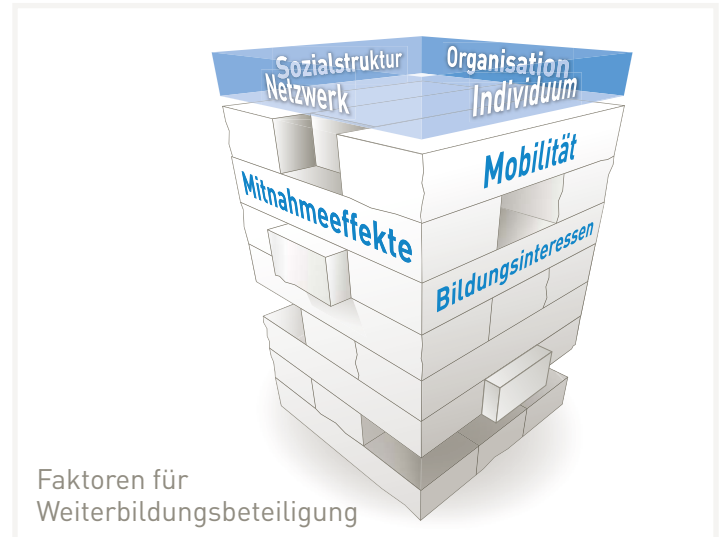 Sozialstruktur
Netzwerk
Organisation
Individuum
Mobilität
Mitnahmeeffekte
Bildungsinteressen
Faktoren für
Weiterbildungsbeteiligung